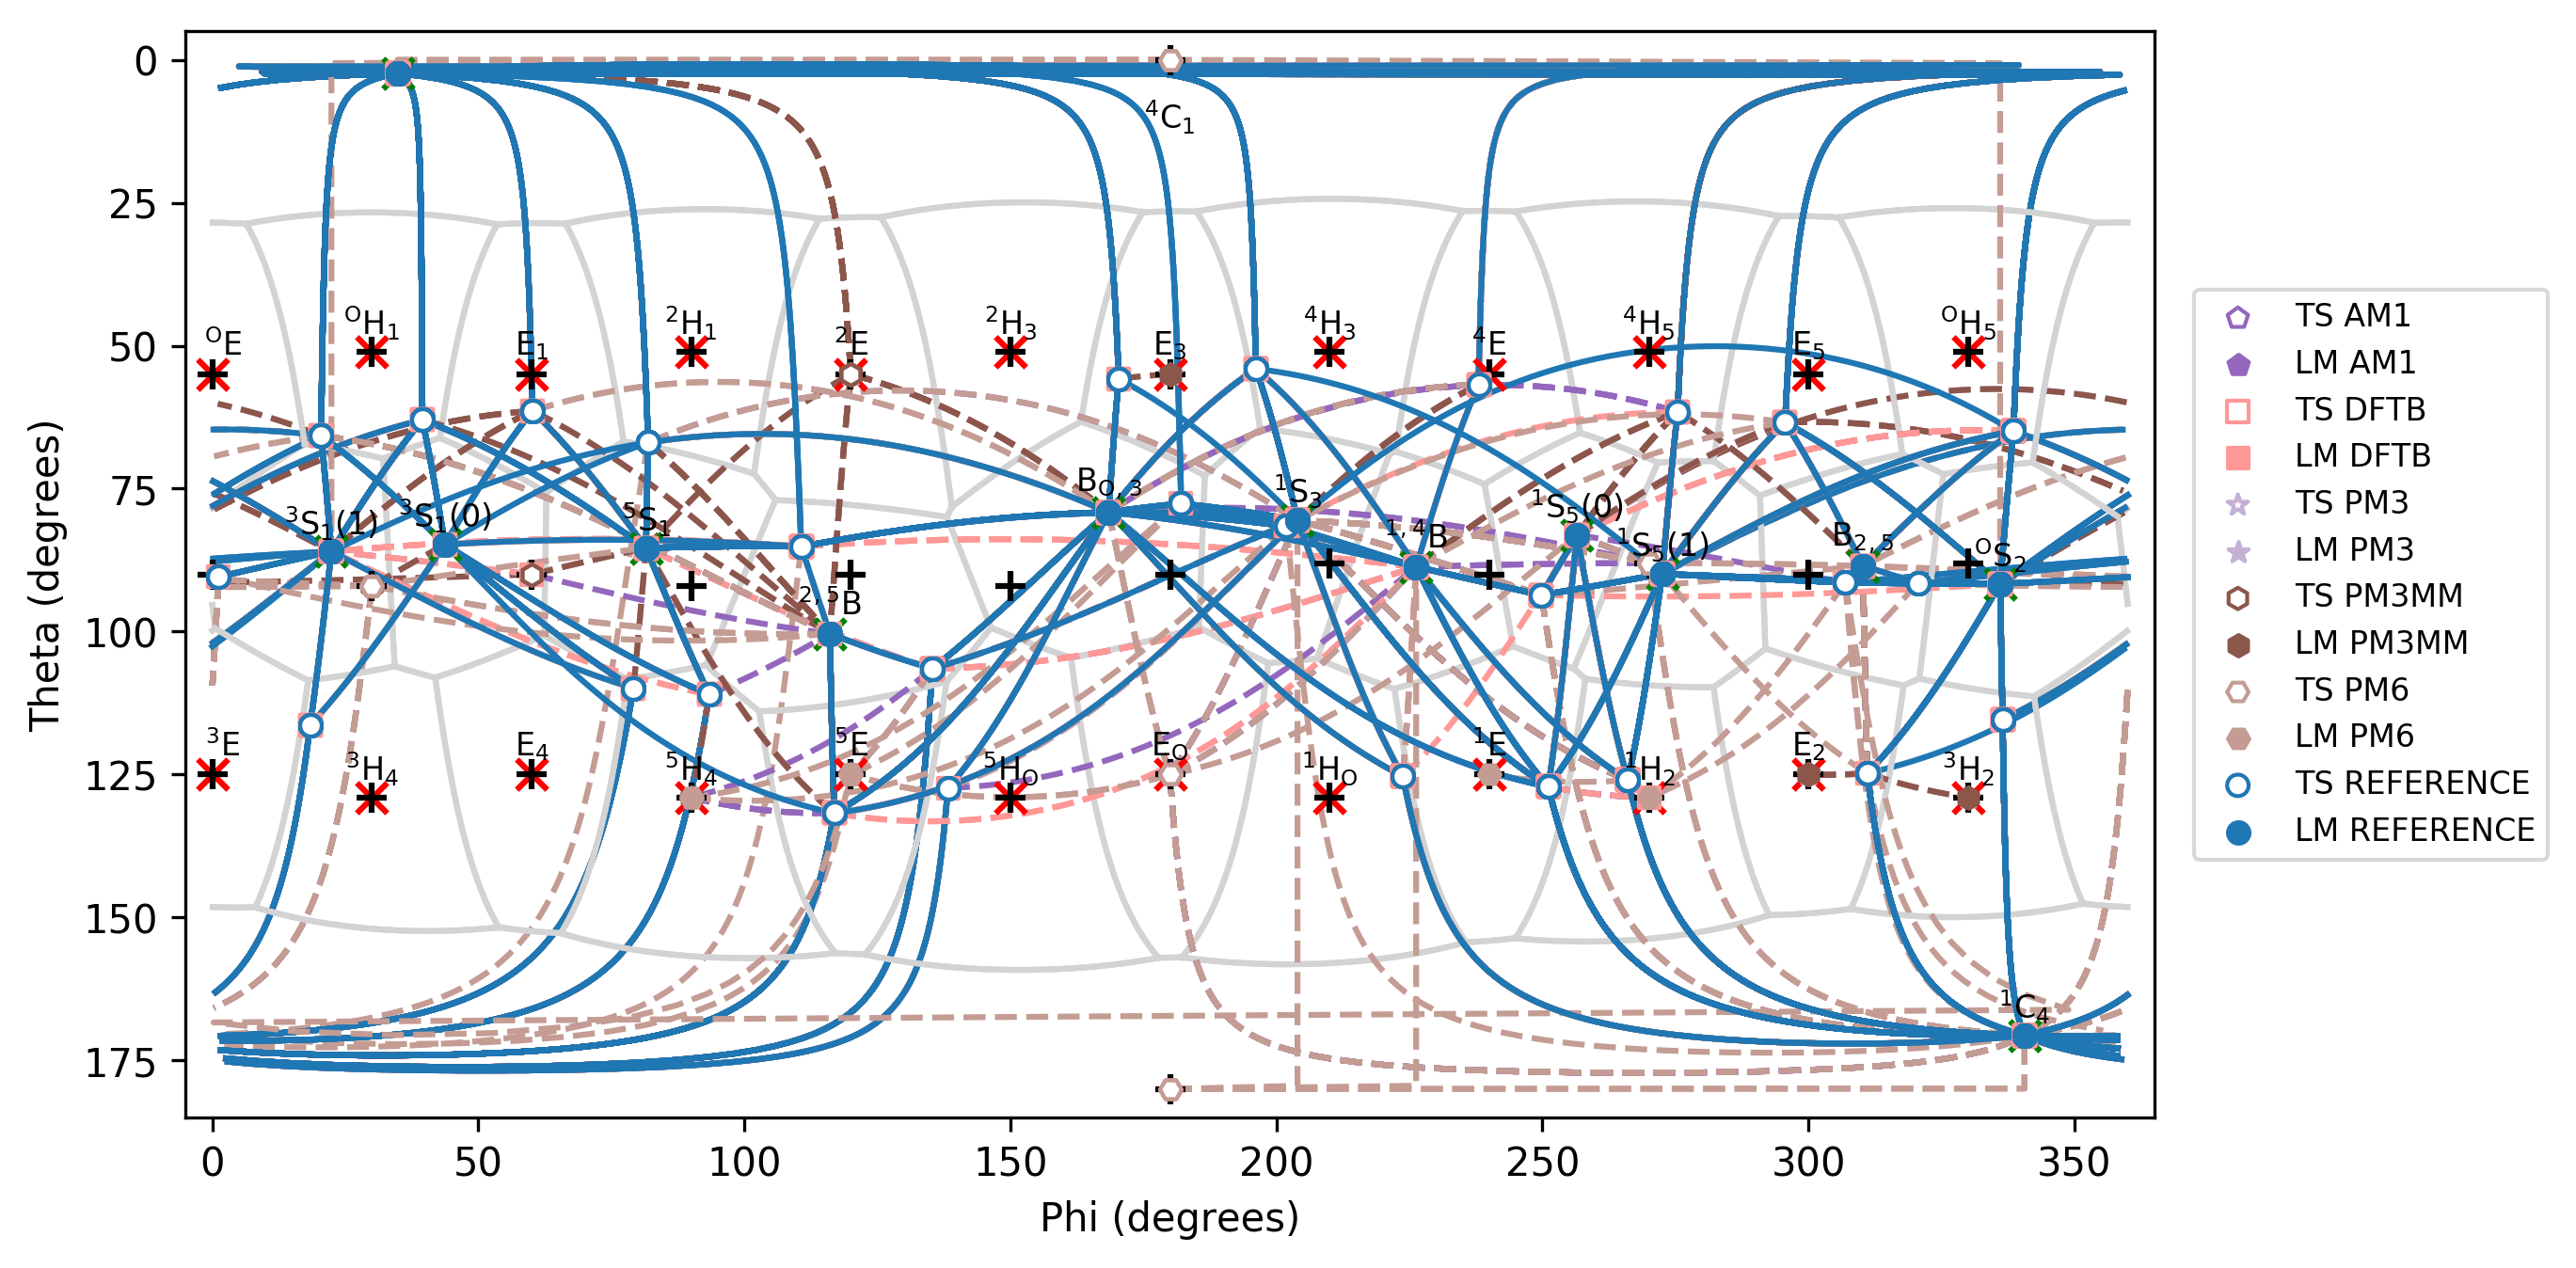 ⁴C₁
ᴼE ᴼH₁ E₁ ²H₁ ²E ²H₃ E₃ ⁴H₃ ⁴E ⁴H₅ E₅ ᴼH₅
³S₁(1) ³S₁(0) ⁵S₁ B₀,₃ ¹S₃ ¹,⁴B ¹S₅(0) ¹S₅(1) B₂,₅ ᴼS₂
²,⁵B
³E ³H₄ E₄ ⁵H₄ ⁵E ⁵H₀ E₀ ¹H₀ ¹E ¹H₂ E₂ ³H₂
¹C₄
0
25
50
75
100
125
150
175
Theta (degrees)
0 50 100 150 200 250 300 350
Phi (degrees)
TS AM1
LM AM1
TS DFTB
LM DFTB
TS PM3
LM PM3
TS PM3MM
LM PM3MM
TS PM6
LM PM6
TS REFERENCE
LM REFERENCE